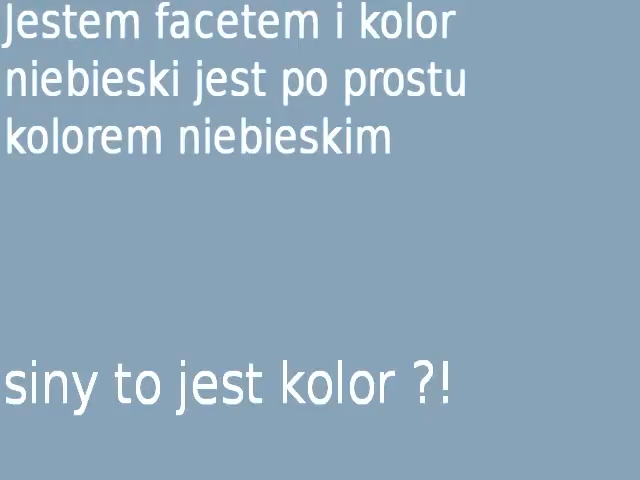 Jestem facetem i kolor
niebieski jest po prostu
kolorem niebieskim
siny to jest kolor ?!